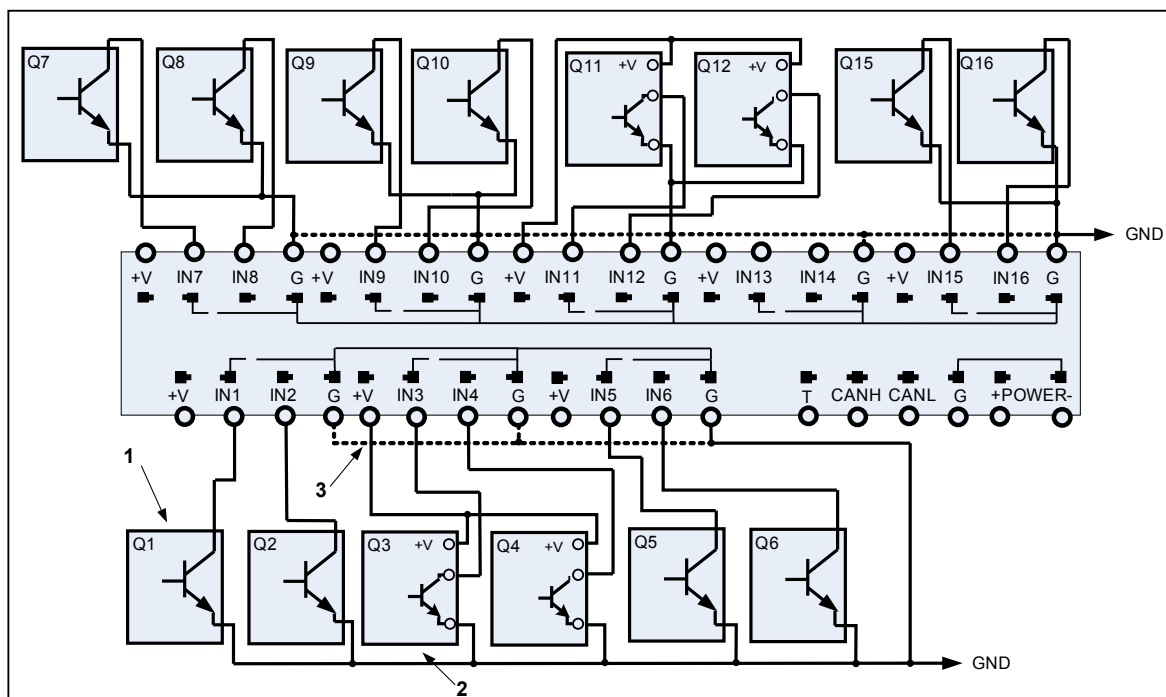 Q7 Q8 Q9 Q10 Q11 +V Q12 +V Q15 Q16
GND
+V IN7 IN8 G +V IN9 IN10 G +V IN11 IN12 G +V IN13 IN14 G +V IN15 IN16 G
+V IN1 IN2 G +V IN3 IN4 G +V IN5 IN6 G T CANH CANL G +POWER-
1
3
Q1 Q2 Q3 +V Q4 +V Q5 Q6
GND
2